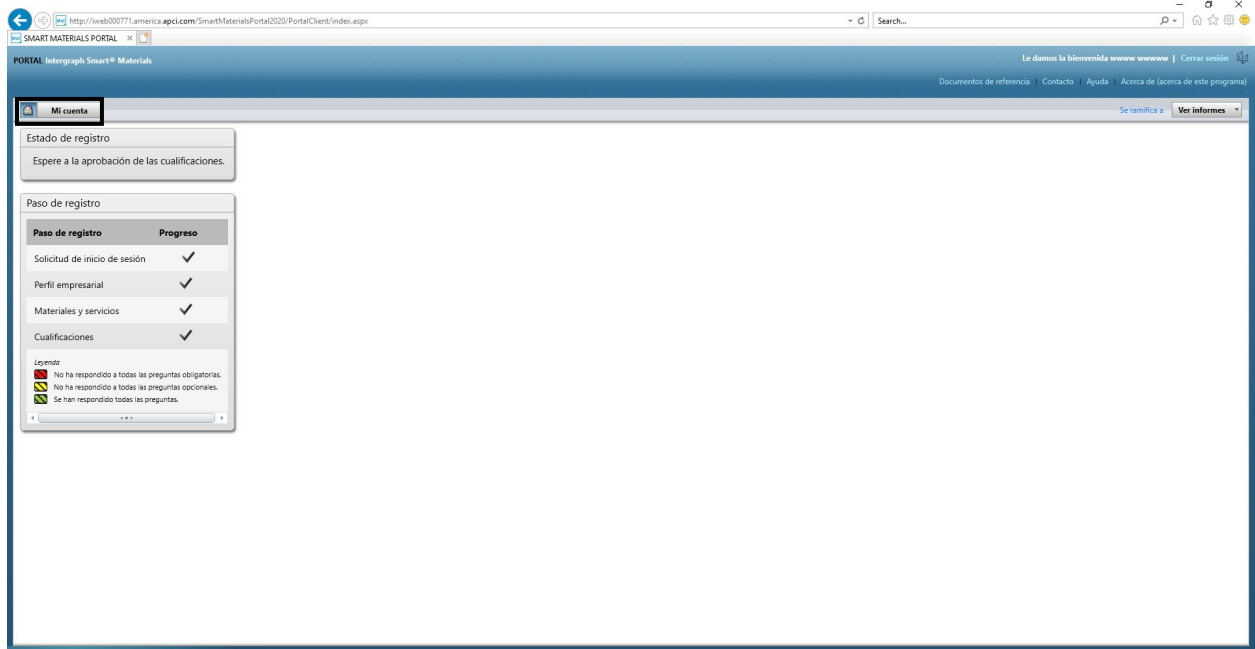 http://iweb000771.america.apci.com/SmartMaterialsPortal2020/PortalClient/index.aspx
Search...
SMART MATERIALS PORTAL
PORTAL Intergraph Smart® Materials
Le damos la bienvenida wwww wwwww | Cerrar sesión
Documentos de referencia | Contacto | Ayuda | Acerca de (acerca de este programa)
Mi cuenta
Se ramifica a
Ver informes
Estado de registro
Espere a la aprobación de las cualificaciones.
Paso de registro
Paso de registro Progreso
Solicitud de inicio de sesión
Perfil empresarial
Materiales y servicios
Cualificaciones
Leyenda
No ha respondido a todas las preguntas obligatorias.
No ha respondido a todas las preguntas opcionales.
Se han respondido todas las preguntas.